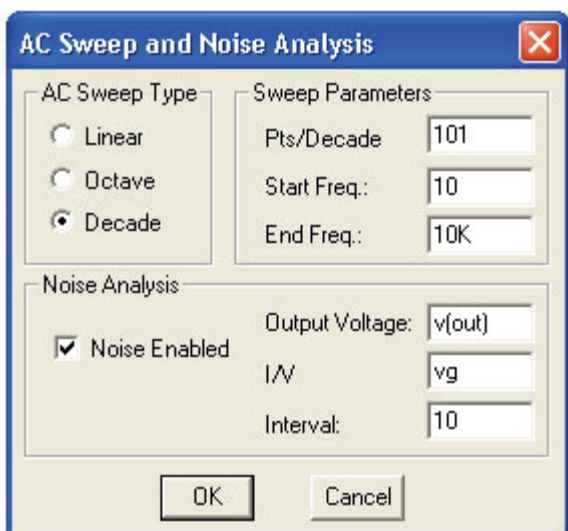 AC Sweep and Noise Analysis
AC Sweep Type
Linear
Octave
Decade
Sweep Parameters
Pts/Decade 101
Start Freq.: 10
End Freq.: 10K
Noise Analysis
Noise Enabled
Output Voltage: v(out)
I/V vg
Interval: 10
OK Cancel